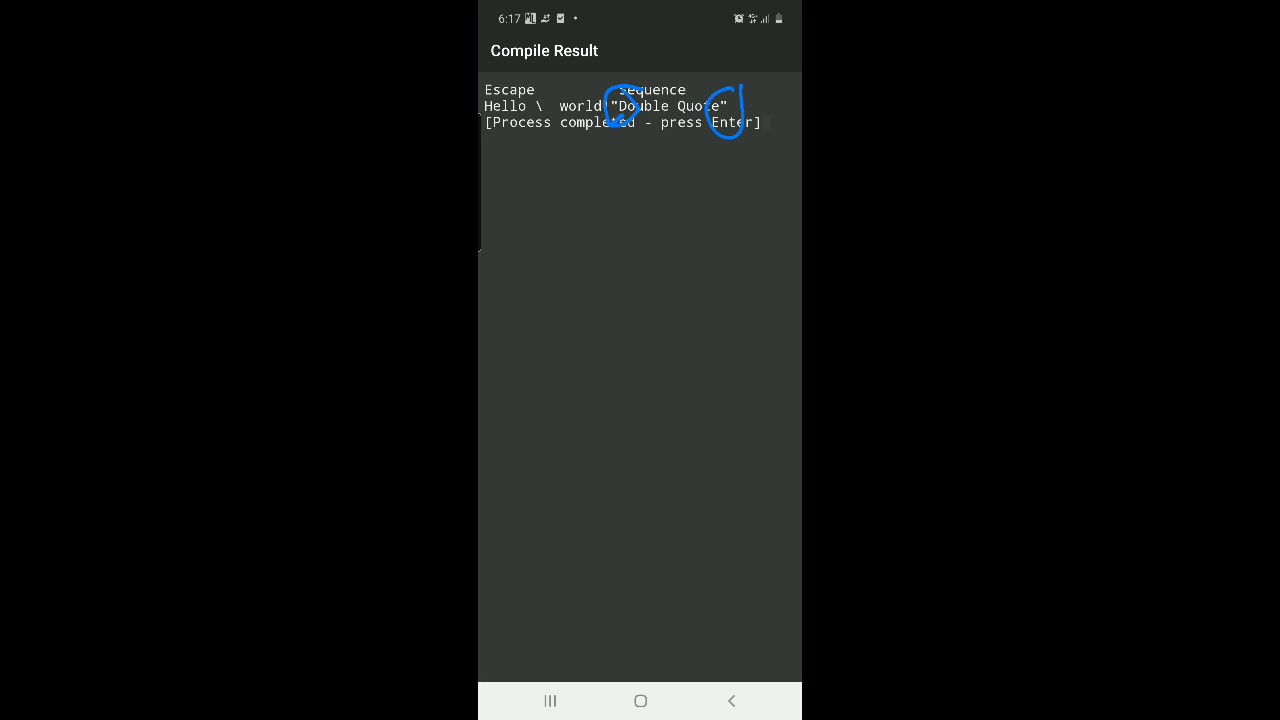 6:17
Compile Result
Escape          sequence
Hello \  world!"Double Quote"
[Process completed - press Enter]